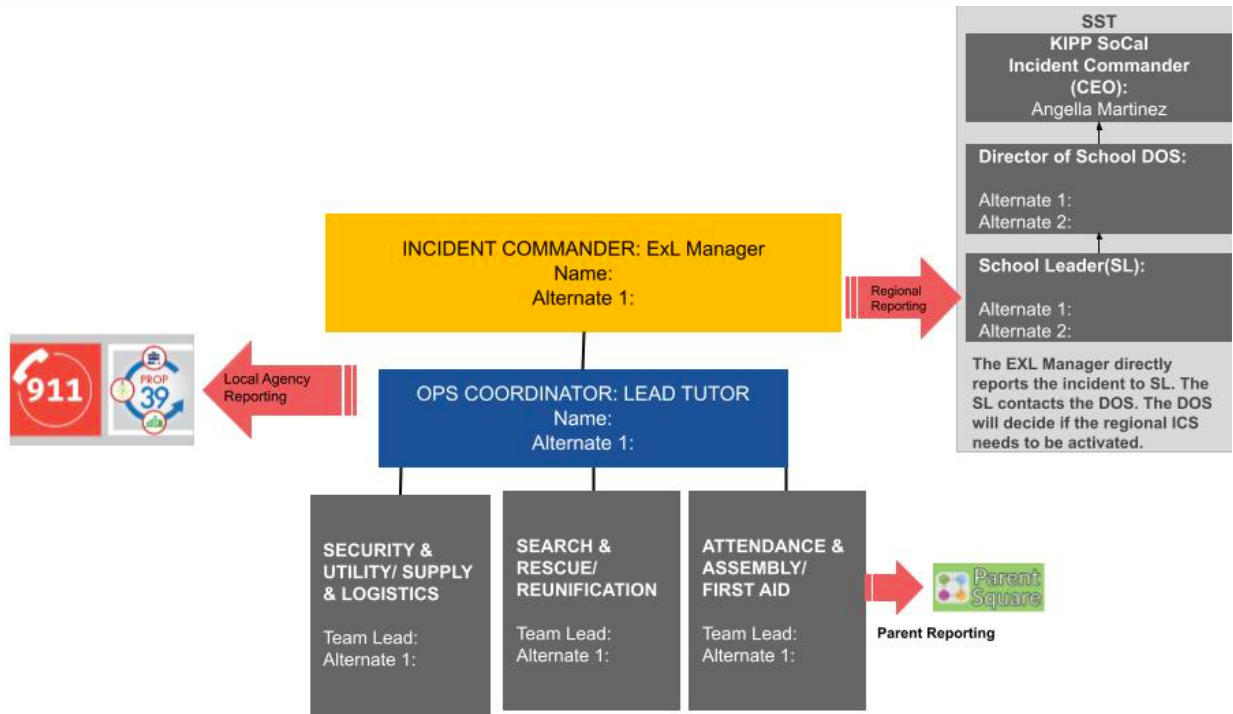 SST
KIPP SoCal
Incident Commander
(CEO):
Angella Martinez
Director of School DOS:
Alternate 1:
Alternate 2:
School Leader(SL):
Alternate 1:
Alternate 2:
The EXL Manager directly
reports the incident to SL. The
SL contacts the DOS. The DOS
will decide if the regional ICS
needs to be activated.
INCIDENT COMMANDER: ExL Manager
Name:
Alternate 1:
Regional
Reporting
911
PROP
39
Local Agency
Reporting
OPS COORDINATOR: LEAD TUTOR
Name:
Alternate 1:
SECURITY &
UTILITY/ SUPPLY
& LOGISTICS
Team Lead:
Alternate 1:
SEARCH &
RESCUE/
REUNIFICATION
Team Lead:
Alternate 1:
ATTENDANCE &
ASSEMBLY/
FIRST AID
Team Lead:
Alternate 1:
Parent
Square
Parent Reporting